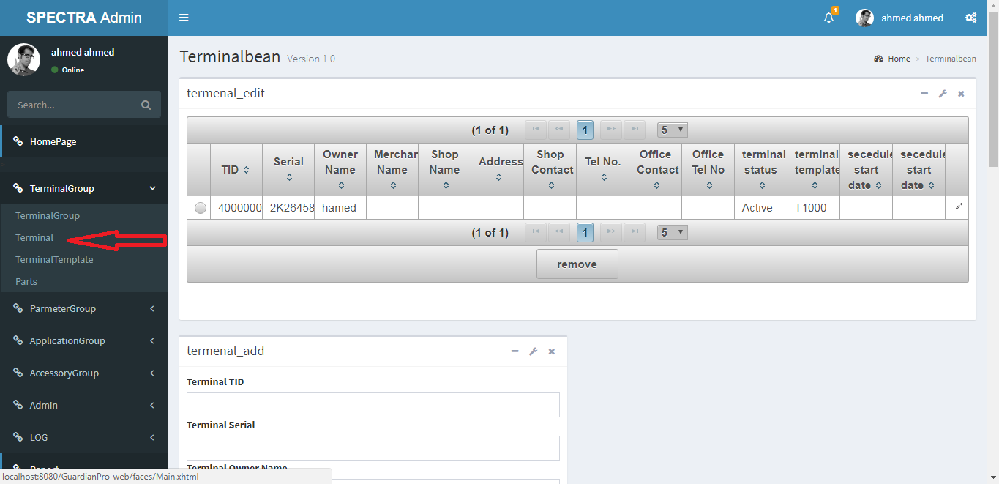 SPECTRA Admin
1
ahmed ahmed
ahmed ahmed
Online
Search...
HomePage
TerminalGroup
TerminalGroup
Terminal
TerminalTemplate
Parts
ParmeterGroup
ApplicationGroup
AccessoryGroup
Admin
LOG
Report
localhost:8080/GuardianPro-web/faces/Main.xhtml
Terminalbean Version 1.0
Home > Terminalbean
termenal_edit
(1 of 1) 1 5
TID
Serial
Owner
Name
Merchan
Name
Shop
Name
Address
Shop
Contact
Tel No.
Office
Contact
Office
Tel No
terminal
status
terminal
template
secedule
start
date
secedule
start
date
4000000 2K26458 hamed Active T1000
(1 of 1) 1 5
remove
termenal_add
Terminal TID
Terminal Serial
Terminal Owner Name